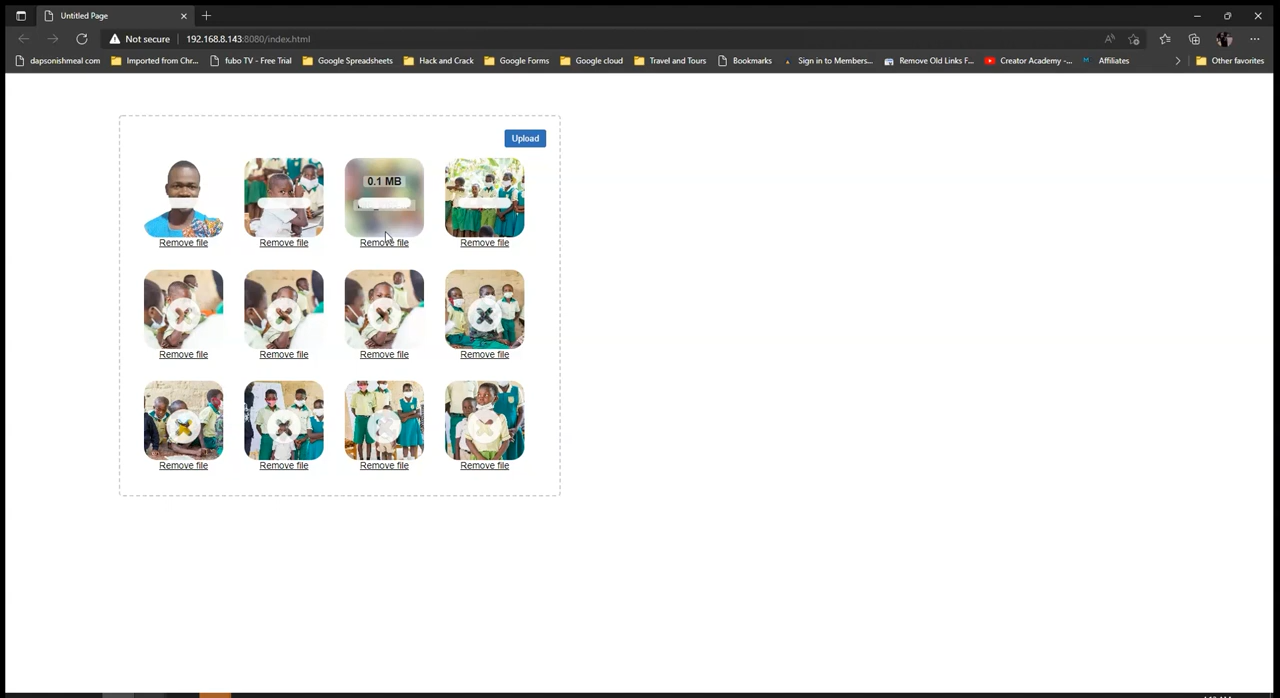 Untitled Page
Not secure
192.168.8.143:8080/index.html
dapsonishmeal com
Imported from Chr...
fubo TV - Free Trial
Google Spreadsheets
Hack and Crack
Google Forms
Google cloud
Travel and Tours
Bookmarks
Sign in to Members...
Remove Old Links F...
Creator Academy -...
Affiliates
Other favorites
Upload
0.1 MB
Remove file
Remove file
Remove file
Remove file
Remove file
Remove file
Remove file
Remove file
Remove file
Remove file
Remove file
Remove file